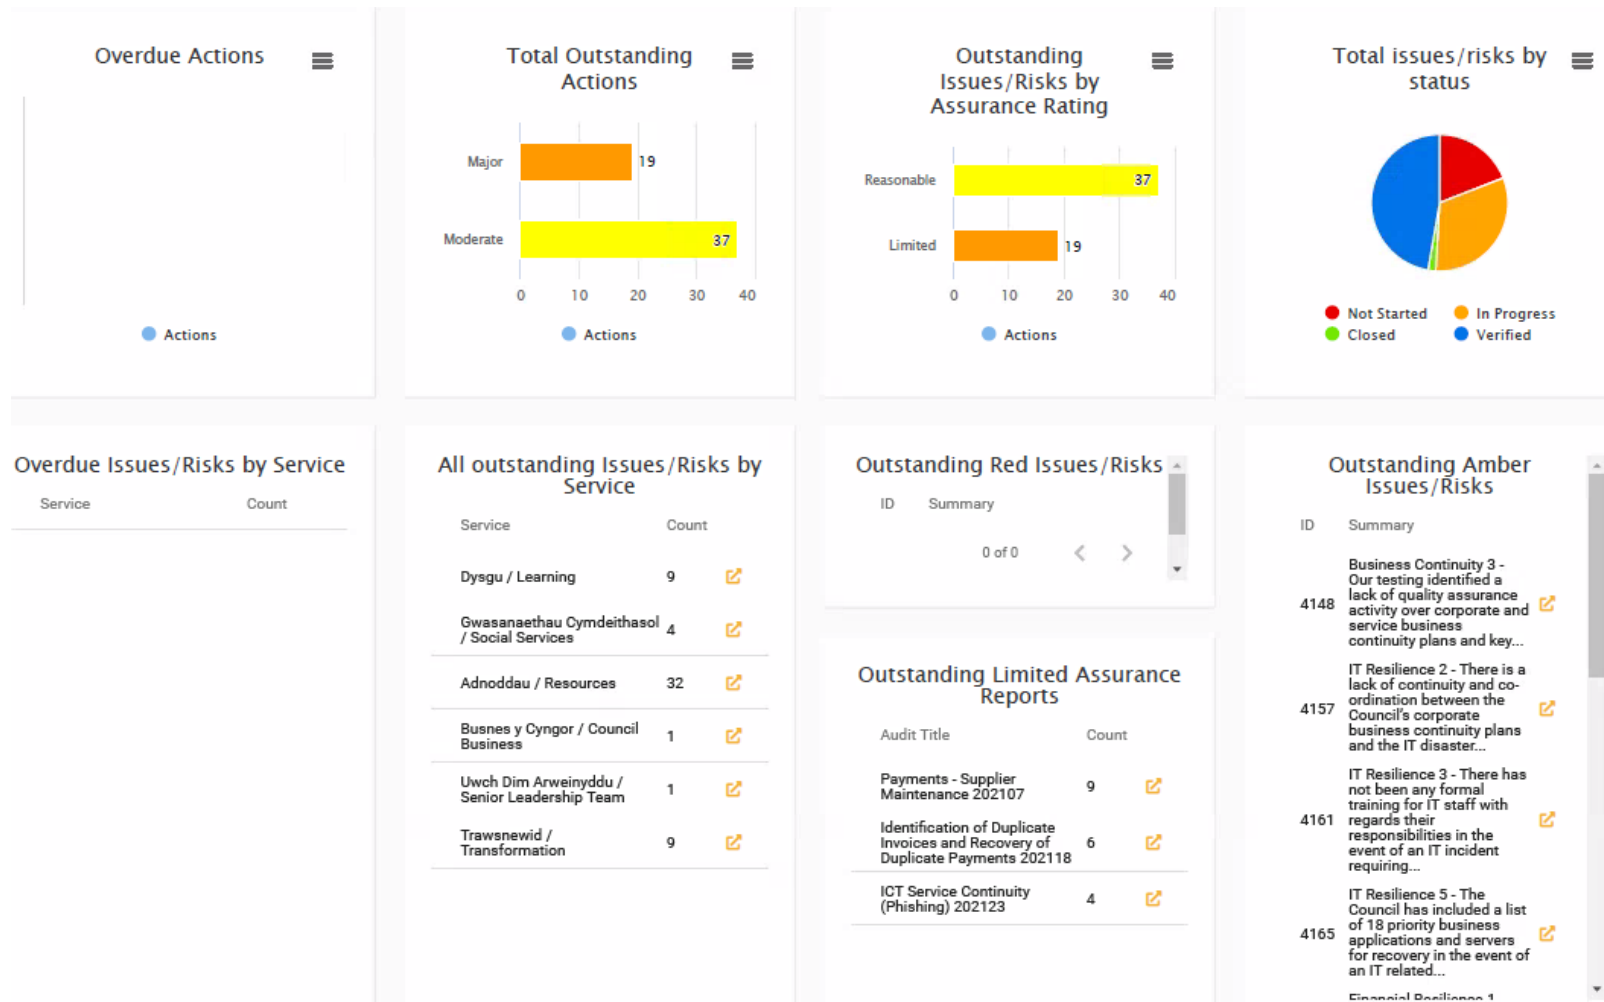 Overdue Actions
Actions
Total Outstanding
Actions
Major
19
Moderate
37
0 10 20 30 40
Actions
Outstanding
Issues/Risks by
Assurance Rating
Reasonable
37
Limited
19
0 10 20 30 40
Actions
Total issues/risks by
status
Not Started In Progress
Closed Verified
Overdue Issues/Risks by Service
Service Count
All outstanding Issues/Risks by
Service
Service Count
Dysgu / Learning 9
Gwasanaethau Cymdeithasol
/ Social Services 4
Adnoddau / Resources 32
Busnes y Cyngor / Council
Business 1
Uwch Dim Arweinyddu /
Senior Leadership Team 1
Trawsnewid /
Transformation 9
Outstanding Red Issues/Risks
ID Summary
0 of 0
Outstanding Limited Assurance
Reports
Audit Title Count
Payments - Supplier
Maintenance 202107 9
Identification of Duplicate
Invoices and Recovery of 6
Duplicate Payments 202118
ICT Service Continuity
(Phishing) 202123 4
Outstanding Amber
Issues/Risks
ID Summary
Business Continuity 3 -
Our testing identified a
lack of quality assurance
4148 activity over corporate and
service business
continuity plans and key...
IT Resilience 2 - There is a
lack of continuity and co-
ordination between the
4157 Council's corporate
business continuity plans
and the IT disaster...
IT Resilience 3 - There has
not been any formal
training for IT staff with
4161 regards their
responsibilities in the
event of an IT incident
requiring...
IT Resilience 5 - The
Council has included a list
of 18 priority business
4165 applications and servers
for recovery in the event of
an IT related...
Financial Resilience 1